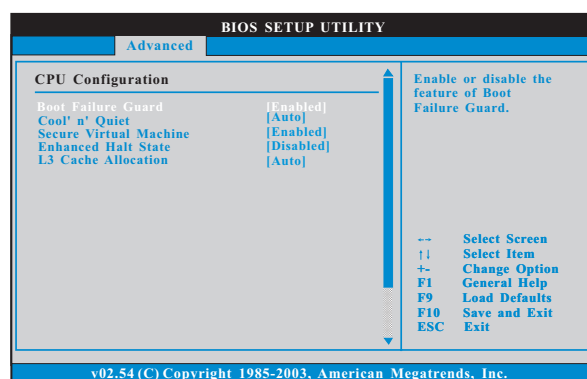 BIOS SETUP UTILITY
Advanced
CPU Configuration
Boot Failure Guard [Enabled]
Cool' n' Quiet [Auto]
Secure Virtual Machine [Enabled]
Enhanced Halt State [Disabled]
L3 Cache Allocation [Auto]
Enable or disable the
feature of Boot
Failure Guard.
←→ Select Screen
↑↓ Select Item
+- Change Option
F1 General Help
F9 Load Defaults
F10 Save and Exit
ESC Exit
v02.54 (C) Copyright 1985-2003, American Megatrends, Inc.